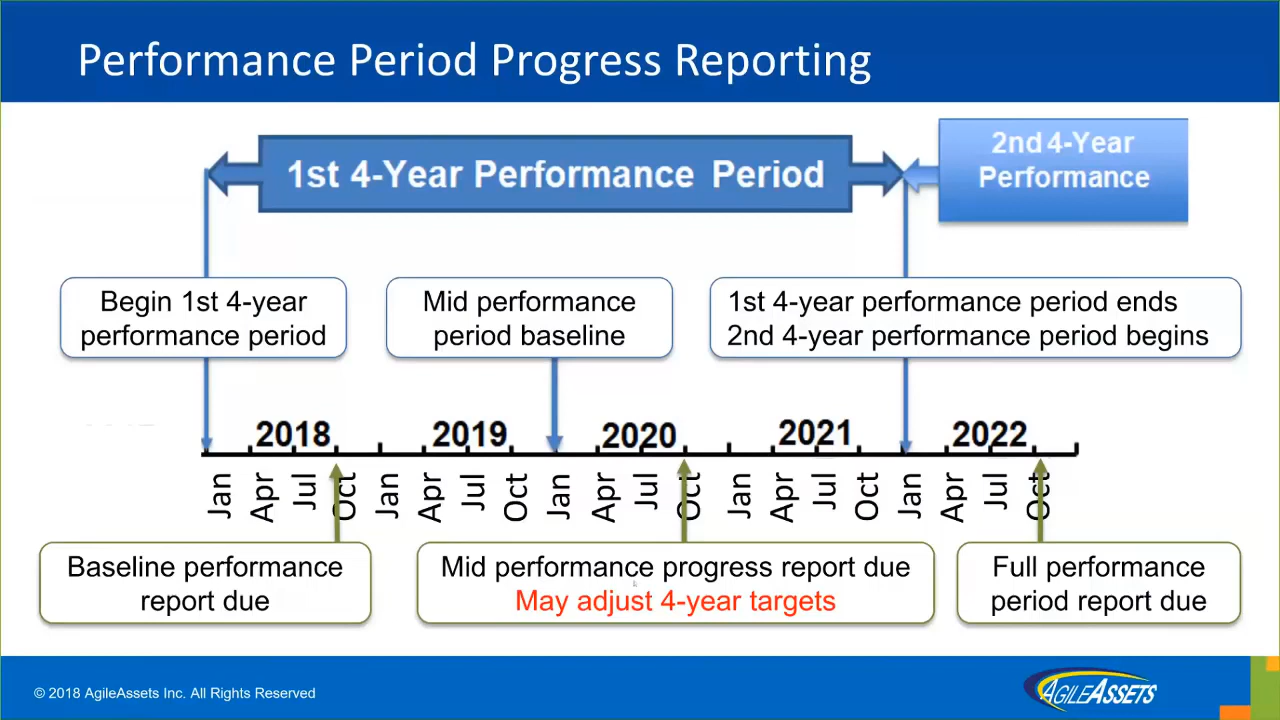 Performance Period Progress Reporting
1st 4-Year Performance Period
2nd 4-Year
Performance
Begin 1st 4-year
performance period
Mid performance
period baseline
1st 4-year performance period ends
2nd 4-year performance period begins
2018 2019 2020 2021 2022
Jan Apr Jul Oct Jan Apr Jul Oct Jan Apr Jul Oct Jan Apr Jul Oct Jan Apr Jul Oct
Baseline performance
report due
Mid performance progress report due
May adjust 4-year targets
Full performance
period report due
© 2018 AgileAssets Inc. All Rights Reserved
AGILEASSETS